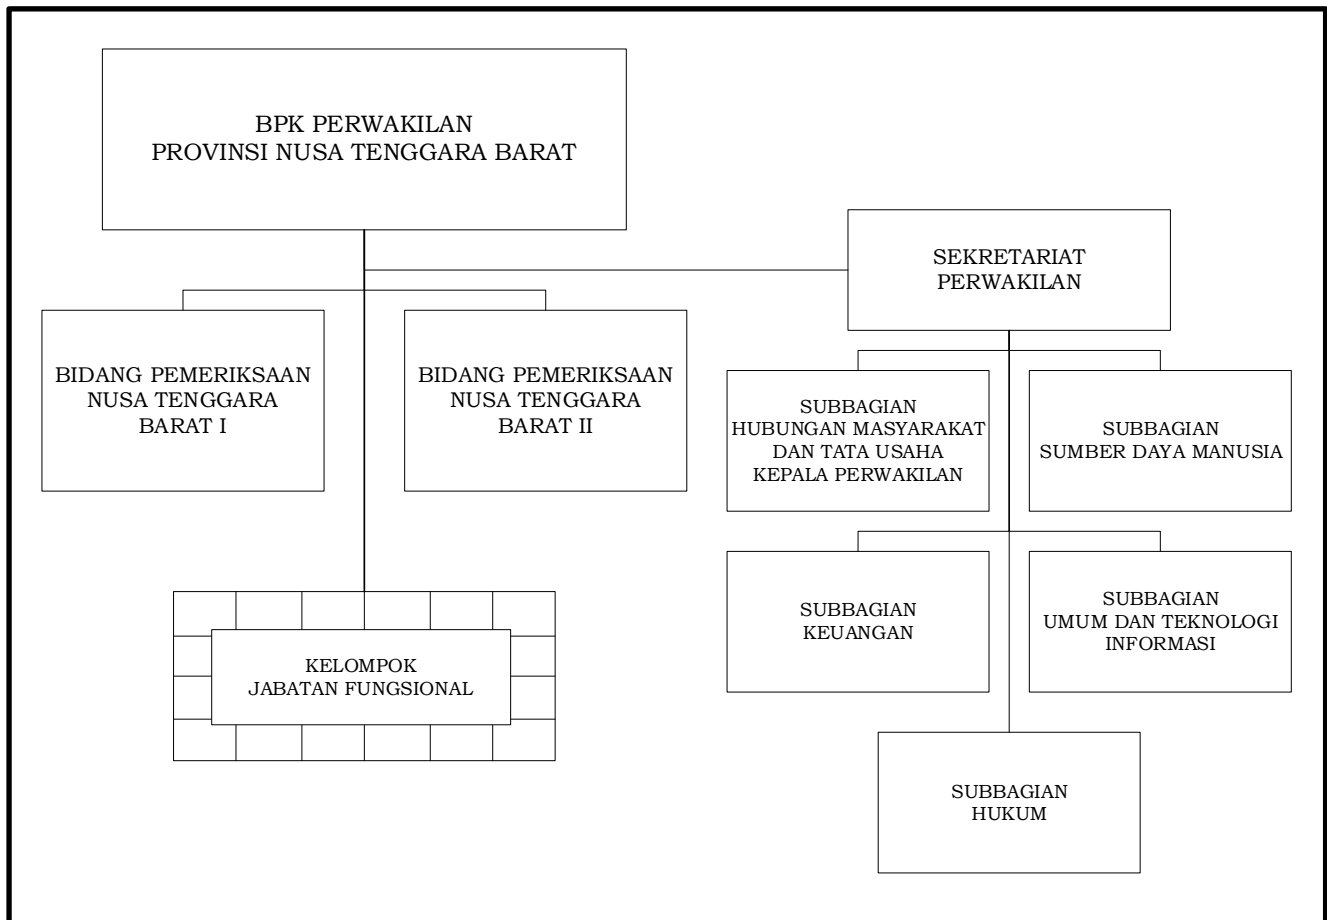 BPK PERWAKILAN
PROVINSI NUSA TENGGARA BARAT
SEKRETARIAT
PERWAKILAN
BIDANG PEMERIKSAAN
NUSA TENGGARA
BARAT I
BIDANG PEMERIKSAAN
NUSA TENGGARA
BARAT II
SUBBAGIAN
HUBUNGAN MASYARAKAT
DAN TATA USAHA
KEPALA PERWAKILAN
SUBBAGIAN
SUMBER DAYA MANUSIA
SUBBAGIAN
KEUANGAN
SUBBAGIAN
UMUM DAN TEKNOLOGI
INFORMASI
KELOMPOK
JABATAN FUNGSIONAL
SUBBAGIAN
HUKUM